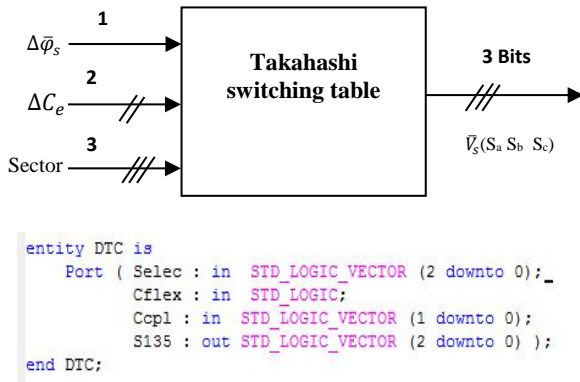 1
Δφ̄ₛ
2
ΔCₑ
3
Sector
Takahashi
switching table
3 Bits
V̄ₛ(Sₐ S_b S_c)
entity DTC is
Port ( Selec : in STD_LOGIC_VECTOR (2 downto 0);
Cflex : in STD_LOGIC;
Ccpl : in STD_LOGIC_VECTOR (1 downto 0);
S135 : out STD_LOGIC_VECTOR (2 downto 0) );
end DTC;